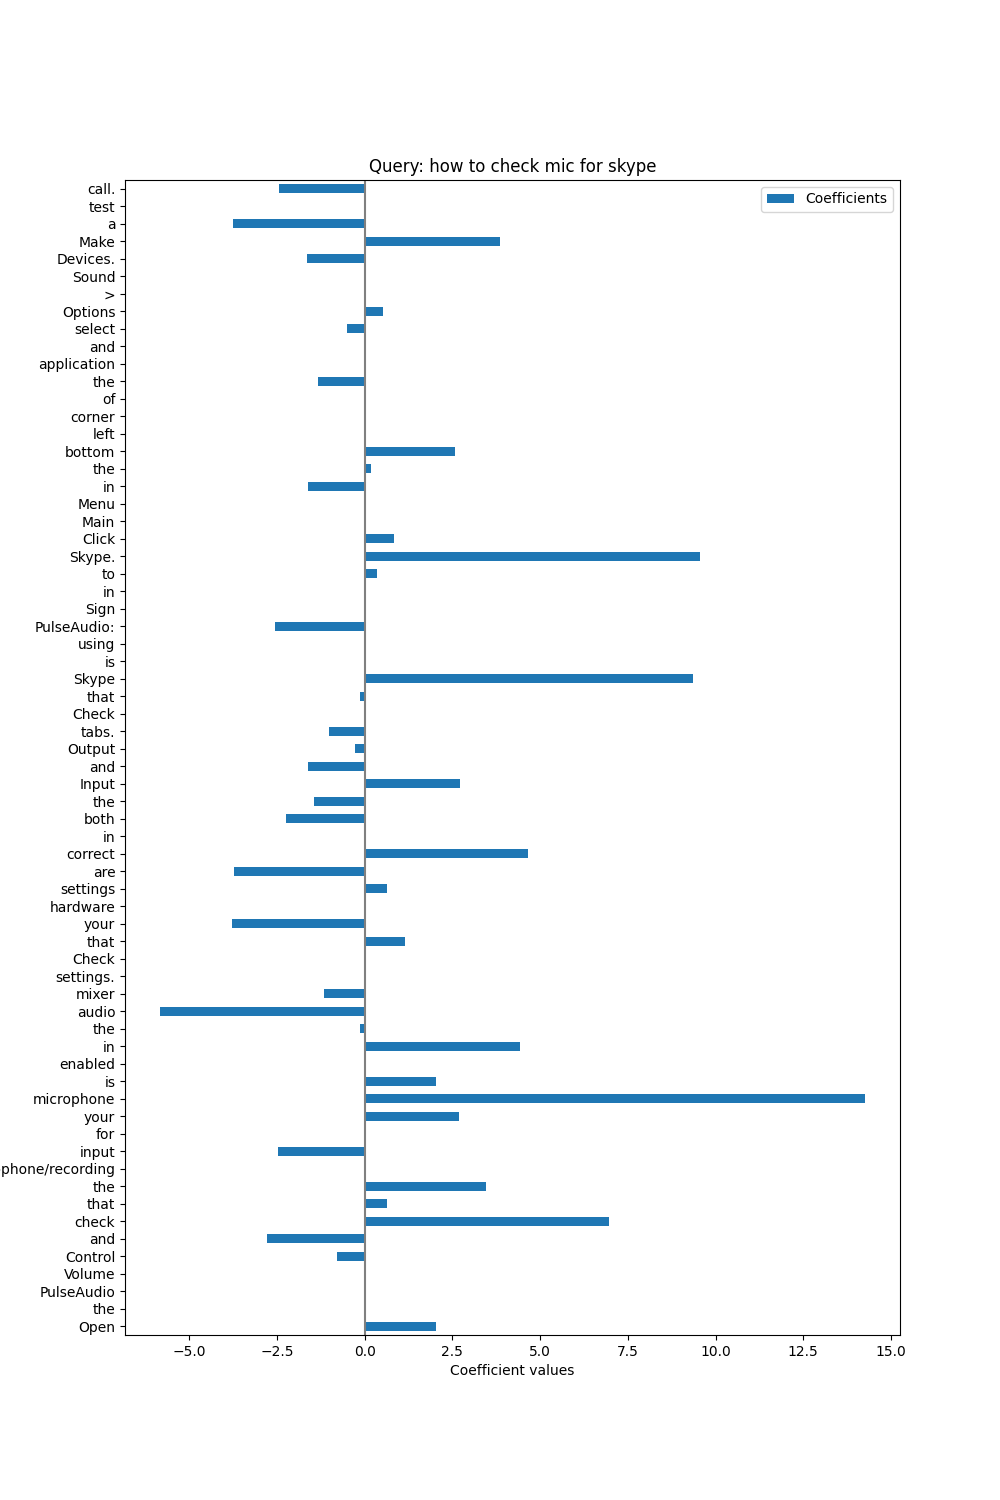 Query: how to check mic for skype
Coefficients
call.
test
a
Make
Devices.
Sound
>
Options
select
and
application
the
of
corner
left
bottom
the
in
Menu
Main
Click
Skype.
to
in
Sign
PulseAudio:
using
is
Skype
that
Check
tabs.
Output
and
Input
the
both
in
correct
are
settings
hardware
your
that
Check
settings.
mixer
audio
the
in
enabled
is
microphone
your
for
input
phone/recording
the
that
check
and
Control
Volume
PulseAudio
the
Open
−5.0 −2.5 0.0 2.5 5.0 7.5 10.0 12.5 15.0
Coefficient values